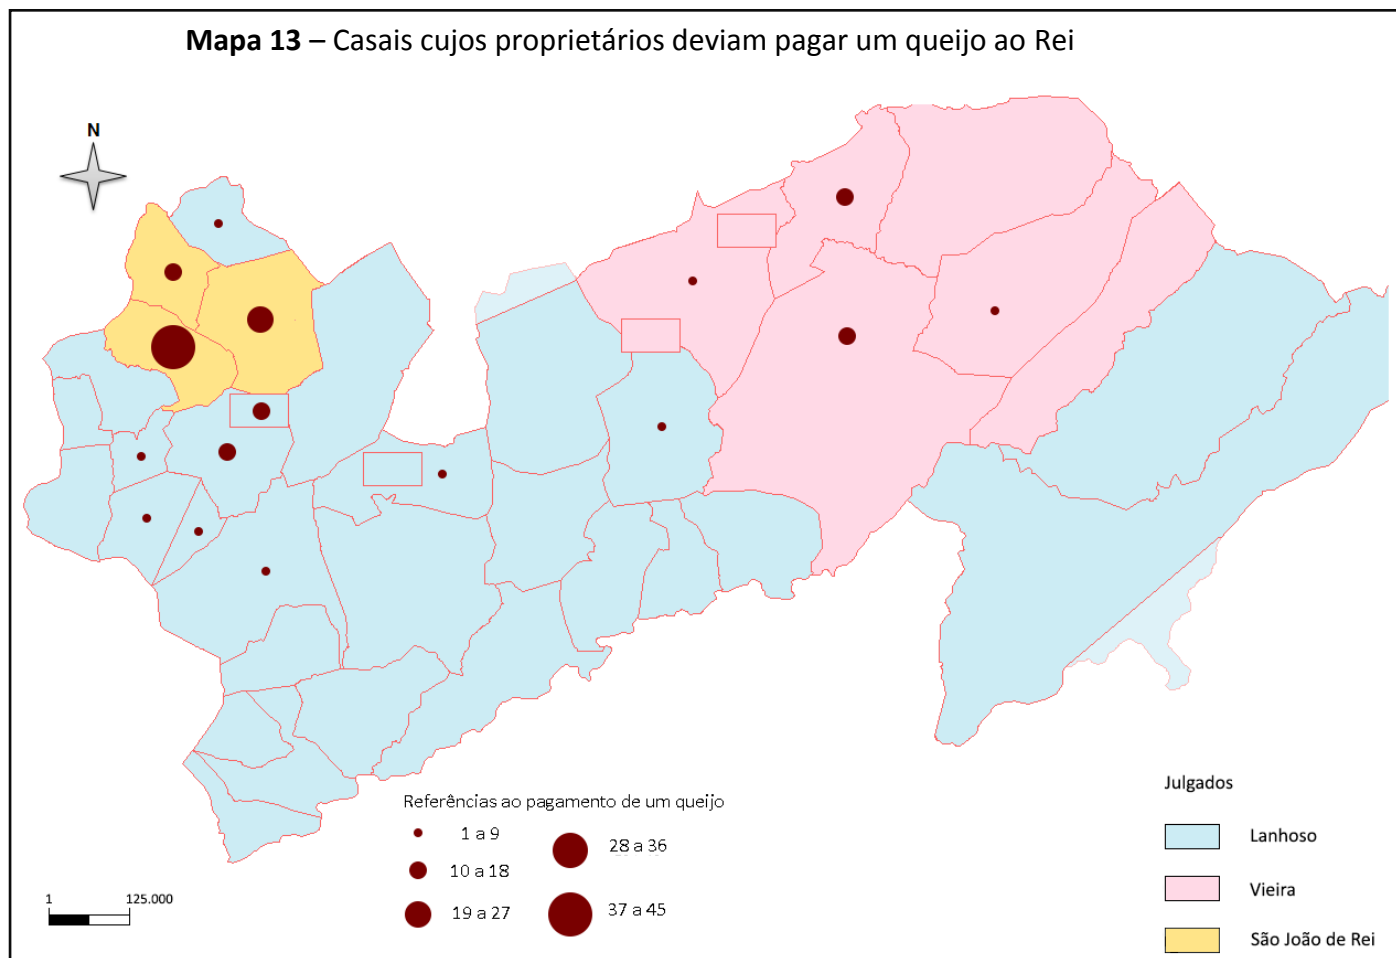 Mapa 13 – Casais cujos proprietários deviam pagar um queijo ao Rei
N
Referências ao pagamento de um queijo
1 a 9
10 a 18
19 a 27
28 a 36
37 a 45
1 125.000
Julgados
Lanhoso
Vieira
São João de Rei